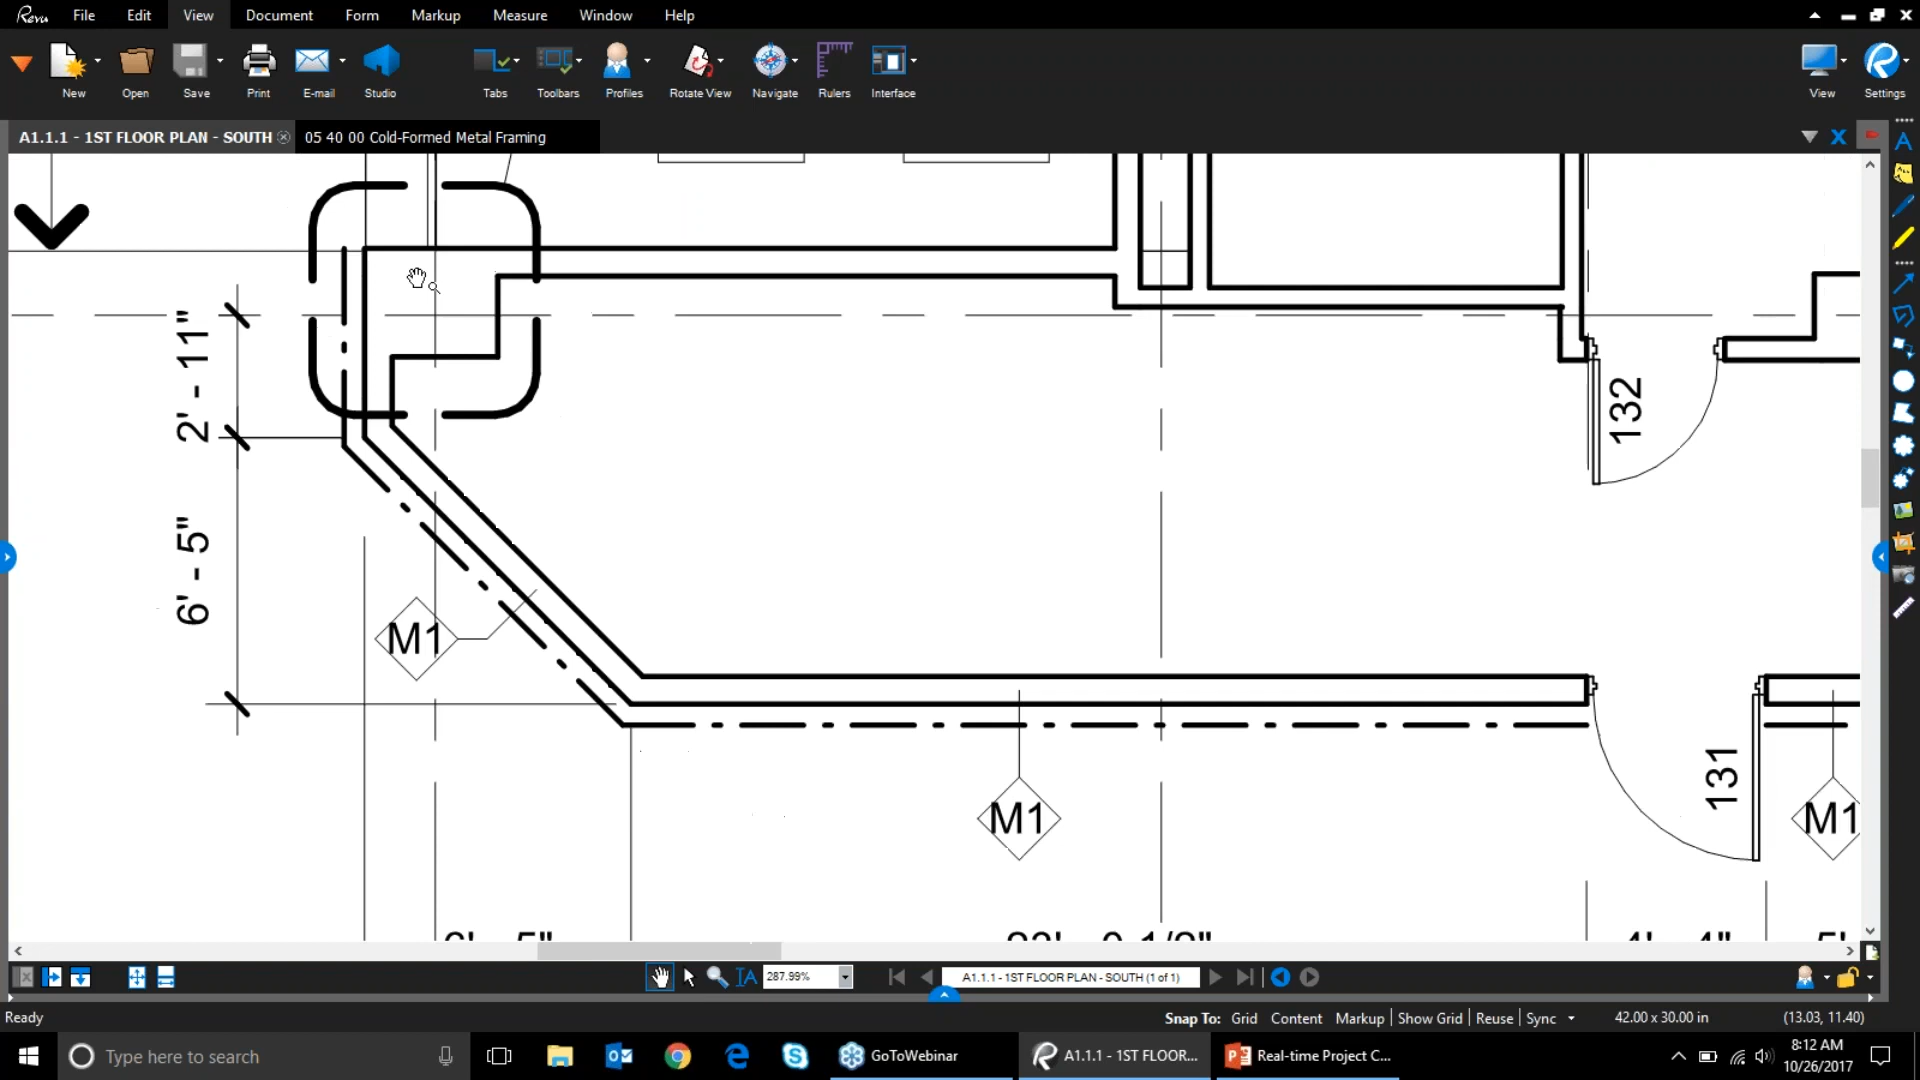 Revu File Edit View Document Form Markup Measure Window Help
New Open Save Print E-mail Studio Tabs Toolbars Profiles Rotate View Navigate Rulers Interface View Settings
A1.1.1 - 1ST FLOOR PLAN - SOUTH 05 40 00 Cold-Formed Metal Framing
2' - 11"
6' - 5"
M1
132
M1
131
M1
6' - 5"
4' - 4"
287.99% A1.1.1 - 1ST FLOOR PLAN - SOUTH (1 of 1)
Ready Snap To: Grid Content Markup Show Grid Reuse Sync 42.00 x 30.00 in (13.03, 11.40)
Type here to search GoToWebinar A1.1.1 - 1ST FLOOR... Real-time Project C... 8:12 AM
10/26/2017